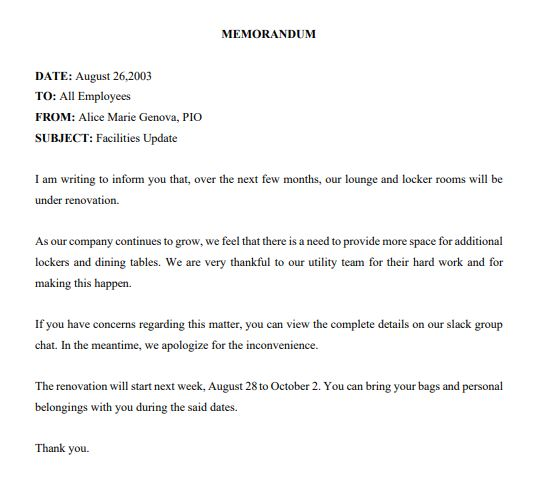 MEMORANDUM
DATE: August 26,2003
TO: All Employees
FROM: Alice Marie Genova, PIO
SUBJECT: Facilities Update
I am writing to inform you that, over the next few months, our lounge and locker rooms will be
under renovation.
As our company continues to grow, we feel that there is a need to provide more space for additional
lockers and dining tables. We are very thankful to our utility team for their hard work and for
making this happen.
If you have concerns regarding this matter, you can view the complete details on our slack group
chat. In the meantime, we apologize for the inconvenience.
The renovation will start next week, August 28 to October 2. You can bring your bags and personal
belongings with you during the said dates.
Thank you.